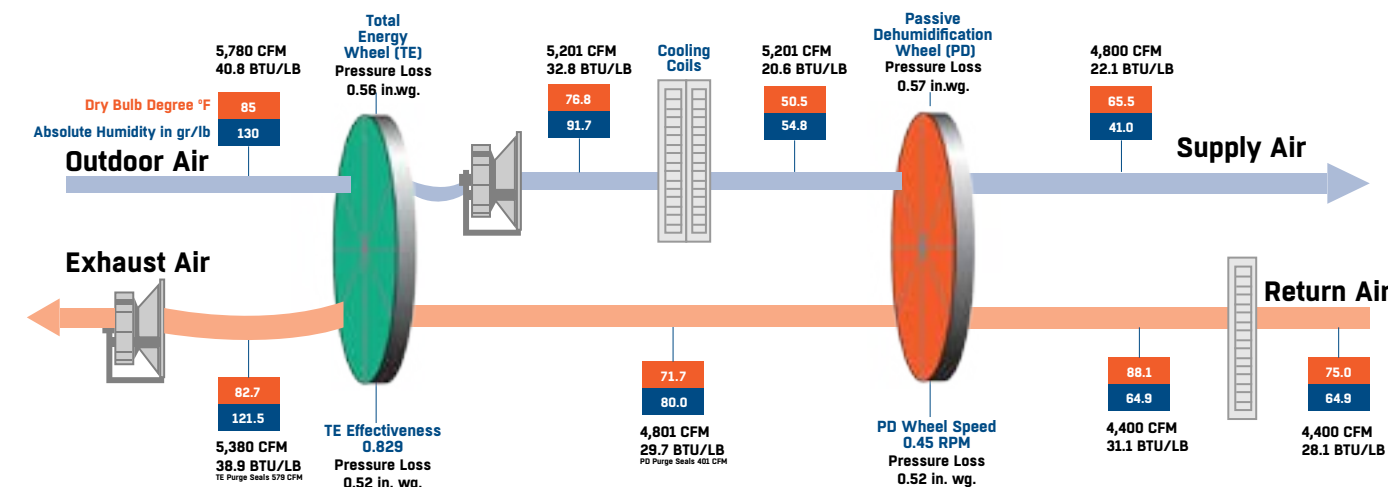 Total
Energy
Wheel (TE)
Pressure Loss
0.56 in.wg.
Passive
Dehumidification
Wheel (PD)
Pressure Loss
0.57 in.wg.
5,780 CFM
40.8 BTU/LB
5,201 CFM
32.8 BTU/LB
Cooling
Coils
5,201 CFM
20.6 BTU/LB
4,800 CFM
22.1 BTU/LB
Dry Bulb Degree °F
85
76.8
50.5
65.5
Absolute Humidity in gr/lb
130
91.7
54.8
41.0
Outdoor Air
Supply Air
Exhaust Air
Return Air
82.7
121.5
5,380 CFM
38.9 BTU/LB
TE Purge Seals 579 CFM
TE Effectiveness
0.829
Pressure Loss
0.52 in. wg.
71.7
80.0
4,801 CFM
29.7 BTU/LB
PD Purge Seals 401 CFM
PD Wheel Speed
0.45 RPM
Pressure Loss
0.52 in. wg.
88.1
64.9
4,400 CFM
31.1 BTU/LB
75.0
64.9
4,400 CFM
28.1 BTU/LB